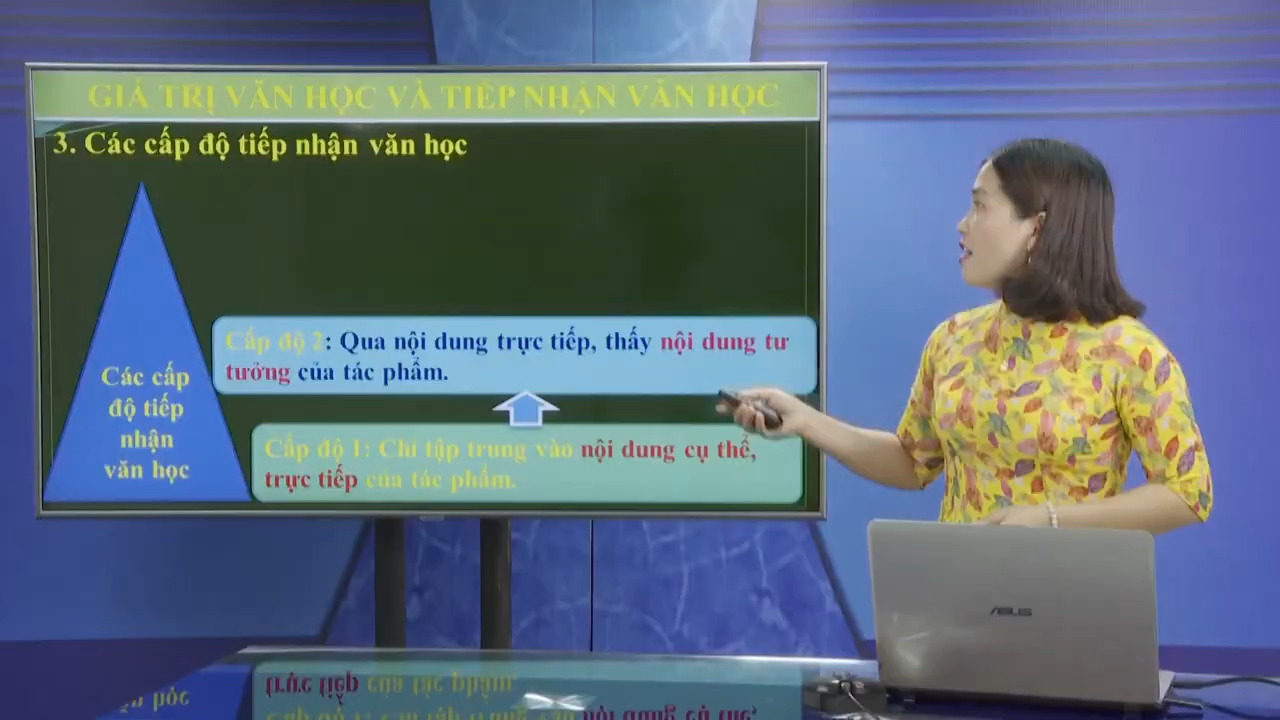 GIÁ TRỊ VĂN HỌC VÀ TIẾP NHẬN VĂN HỌC
3. Các cấp độ tiếp nhận văn học
Cấp độ 2: Qua nội dung trực tiếp, thấy nội dung tư
tưởng của tác phẩm.
Các cấp
độ tiếp
nhận
văn học
Cấp độ 1: Chỉ tập trung vào nội dung cụ thể,
trực tiếp của tác phẩm.
ASUS